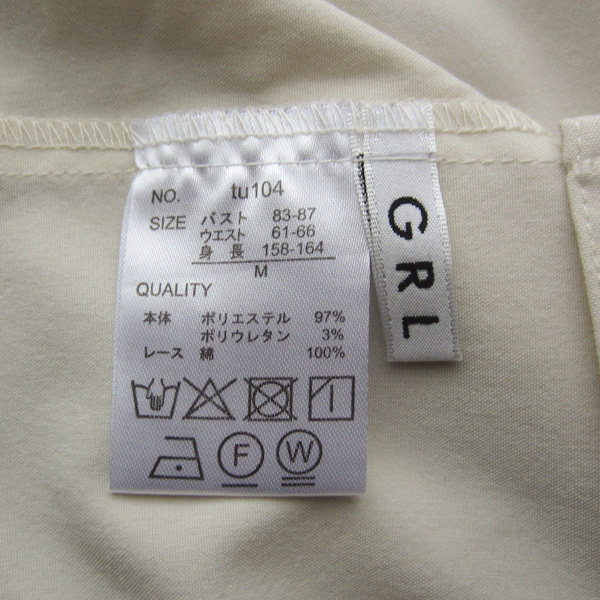 NO. tu104
SIZE バスト 83-87
ウエスト 61-66
身 長 158-164
M
QUALITY
本体 ポリエステル 97%
ポリウレタン 3%
レース 綿 100%
F W
GRL